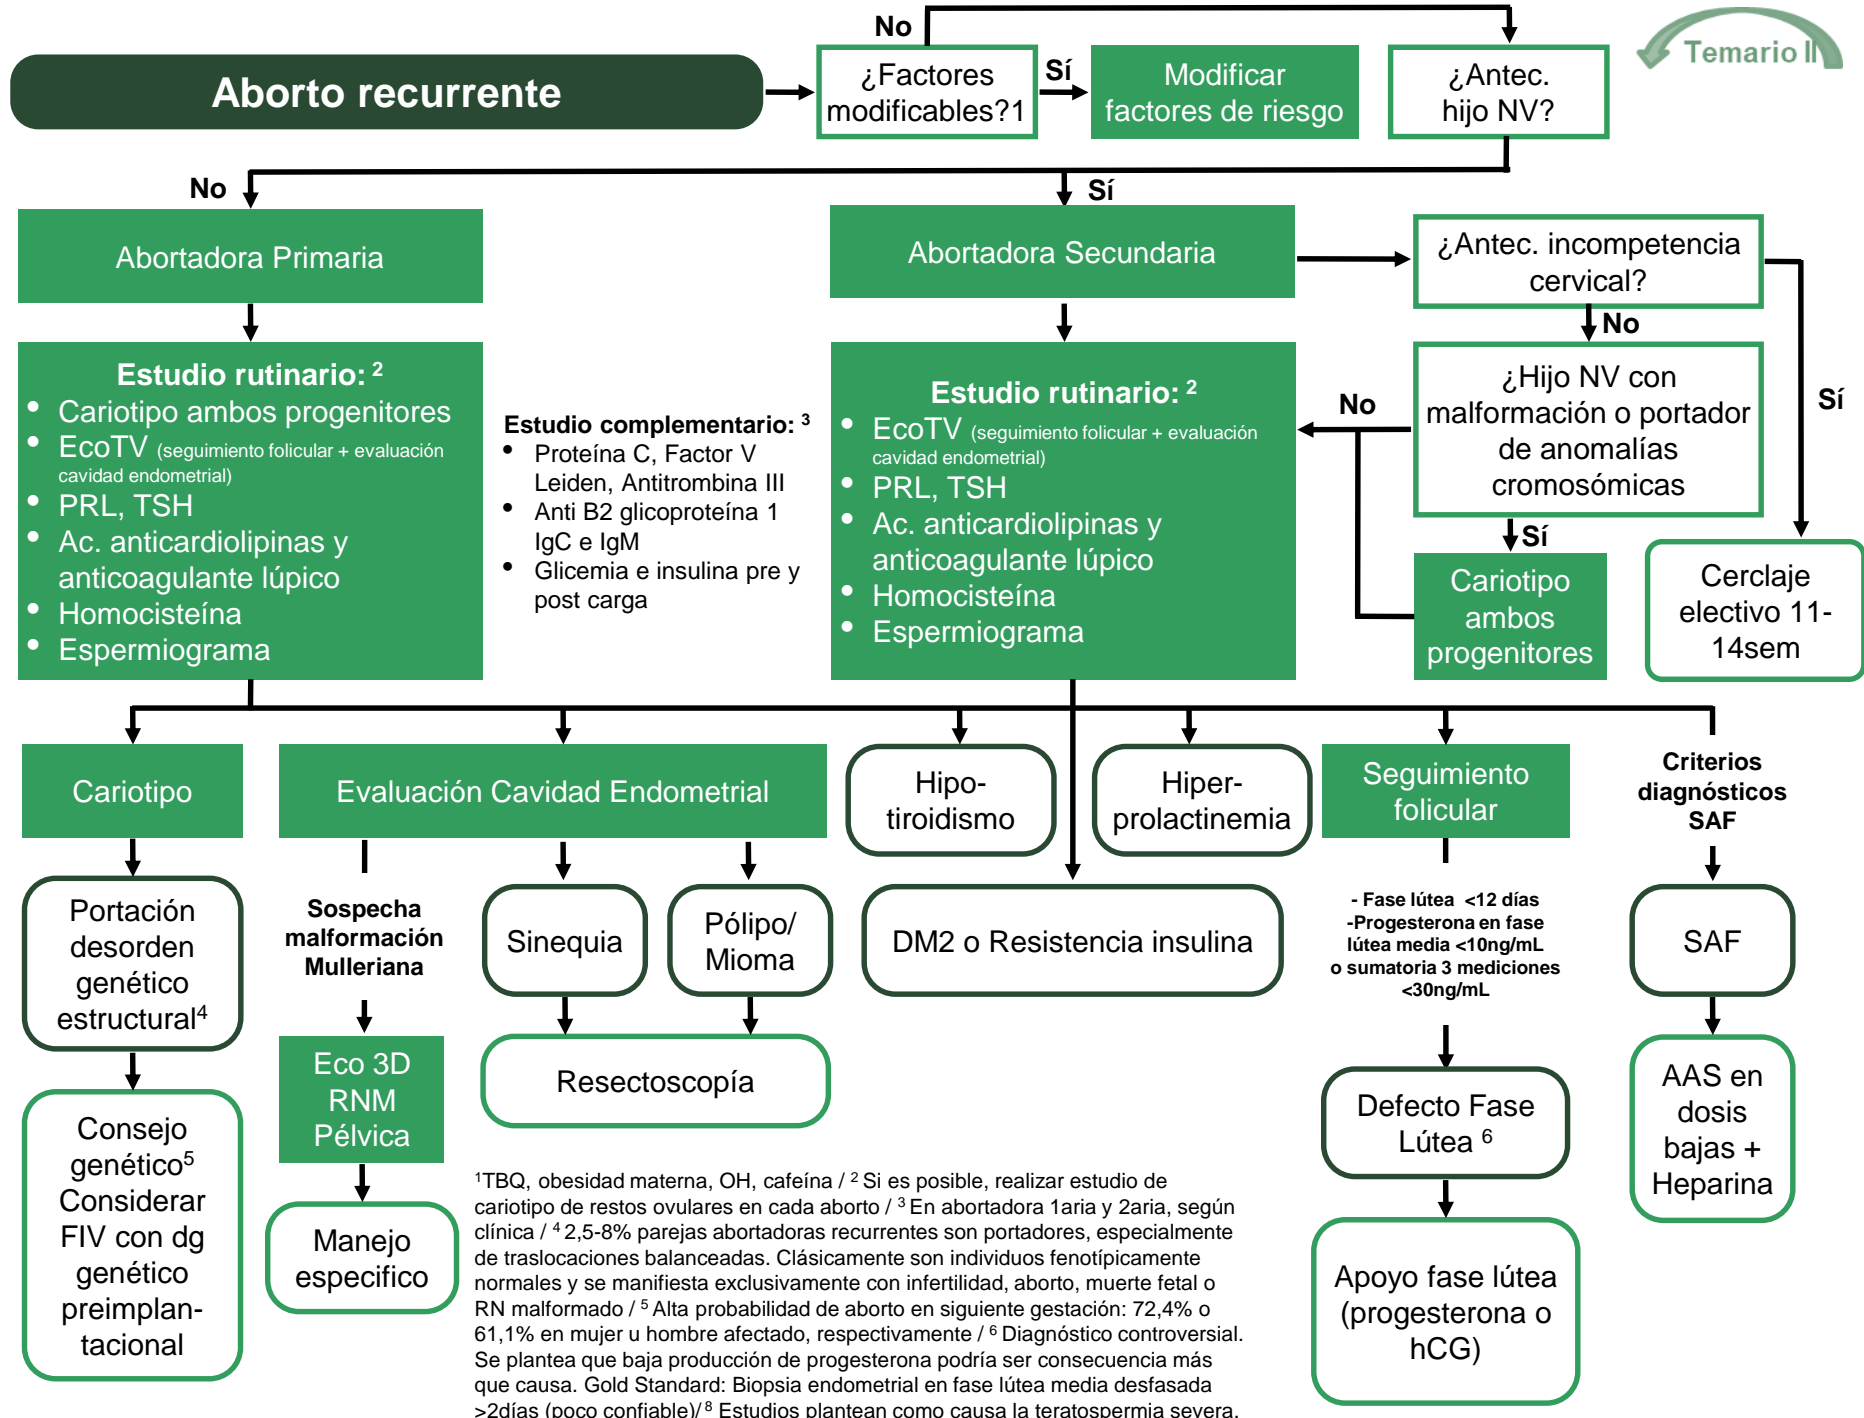 Temario II
Aborto recurrente
No
¿Factores
modificables?1
Sí
Modificar
factores de riesgo
¿Antec.
hijo NV?
No
Sí
Abortadora Primaria
Abortadora Secundaria
¿Antec. incompetencia
cervical?
No
Sí
Estudio rutinario: 2
• Cariotipo ambos progenitores
• EcoTV (seguimiento folicular + evaluación
cavidad endometrial)
• PRL, TSH
• Ac. anticardiolipinas y
anticoagulante lúpico
• Homocisteína
• Espermiograma
Estudio complementario: 3
• Proteína C, Factor V
Leiden, Antitrombina III
• Anti B2 glicoproteína 1
IgC e IgM
• Glicemia e insulina pre y
post carga
Estudio rutinario: 2
• EcoTV (seguimiento folicular + evaluación
cavidad endometrial)
• PRL, TSH
• Ac. anticardiolipinas y
anticoagulante lúpico
• Homocisteína
• Espermiograma
No
¿Hijo NV con
malformación o portador
de anomalías
cromosómicas
Sí
Cariotipo
ambos
progenitores
Cerclaje
electivo 11-
14sem
Cariotipo
Evaluación Cavidad Endometrial
Hipo-
tiroidismo
Hiper-
prolactinemia
Seguimiento
folicular
Criterios
diagnósticos
SAF
Portación
desorden
genético
estructural4
Sospecha
malformación
Mulleriana
Sinequia
Pólipo/
Mioma
DM2 o Resistencia insulina
- Fase lútea <12 días
-Progesterona en fase
lútea media <10ng/mL
o sumatoria 3 mediciones
<30ng/mL
SAF
Consejo
genético5
Considerar
FIV con dg
genético
preimplan-
tacional
Eco 3D
RNM
Pélvica
Resectoscopía
Defecto Fase
Lútea 6
AAS en
dosis
bajas +
Heparina
Manejo
especifico
Apoyo fase lútea
(progesterona o
hCG)
1TBQ, obesidad materna, OH, cafeína / 2 Si es posible, realizar estudio de
cariotipo de restos ovulares en cada aborto / 3 En abortadora 1aria y 2aria, según
clínica / 4 2,5-8% parejas abortadoras recurrentes son portadores, especialmente
de traslocaciones balanceadas. Clásicamente son individuos fenotípicamente
normales y se manifiesta exclusivamente con infertilidad, aborto, muerte fetal o
RN malformado / 5 Alta probabilidad de aborto en siguiente gestación: 72,4% o
61,1% en mujer u hombre afectado, respectivamente / 6 Diagnóstico controversial.
Se plantea que baja producción de progesterona podría ser consecuencia más
que causa. Gold Standard: Biopsia endometrial en fase lútea media desfasada
>2días (poco confiable)/ 8 Estudios plantean como causa la teratospermia severa.